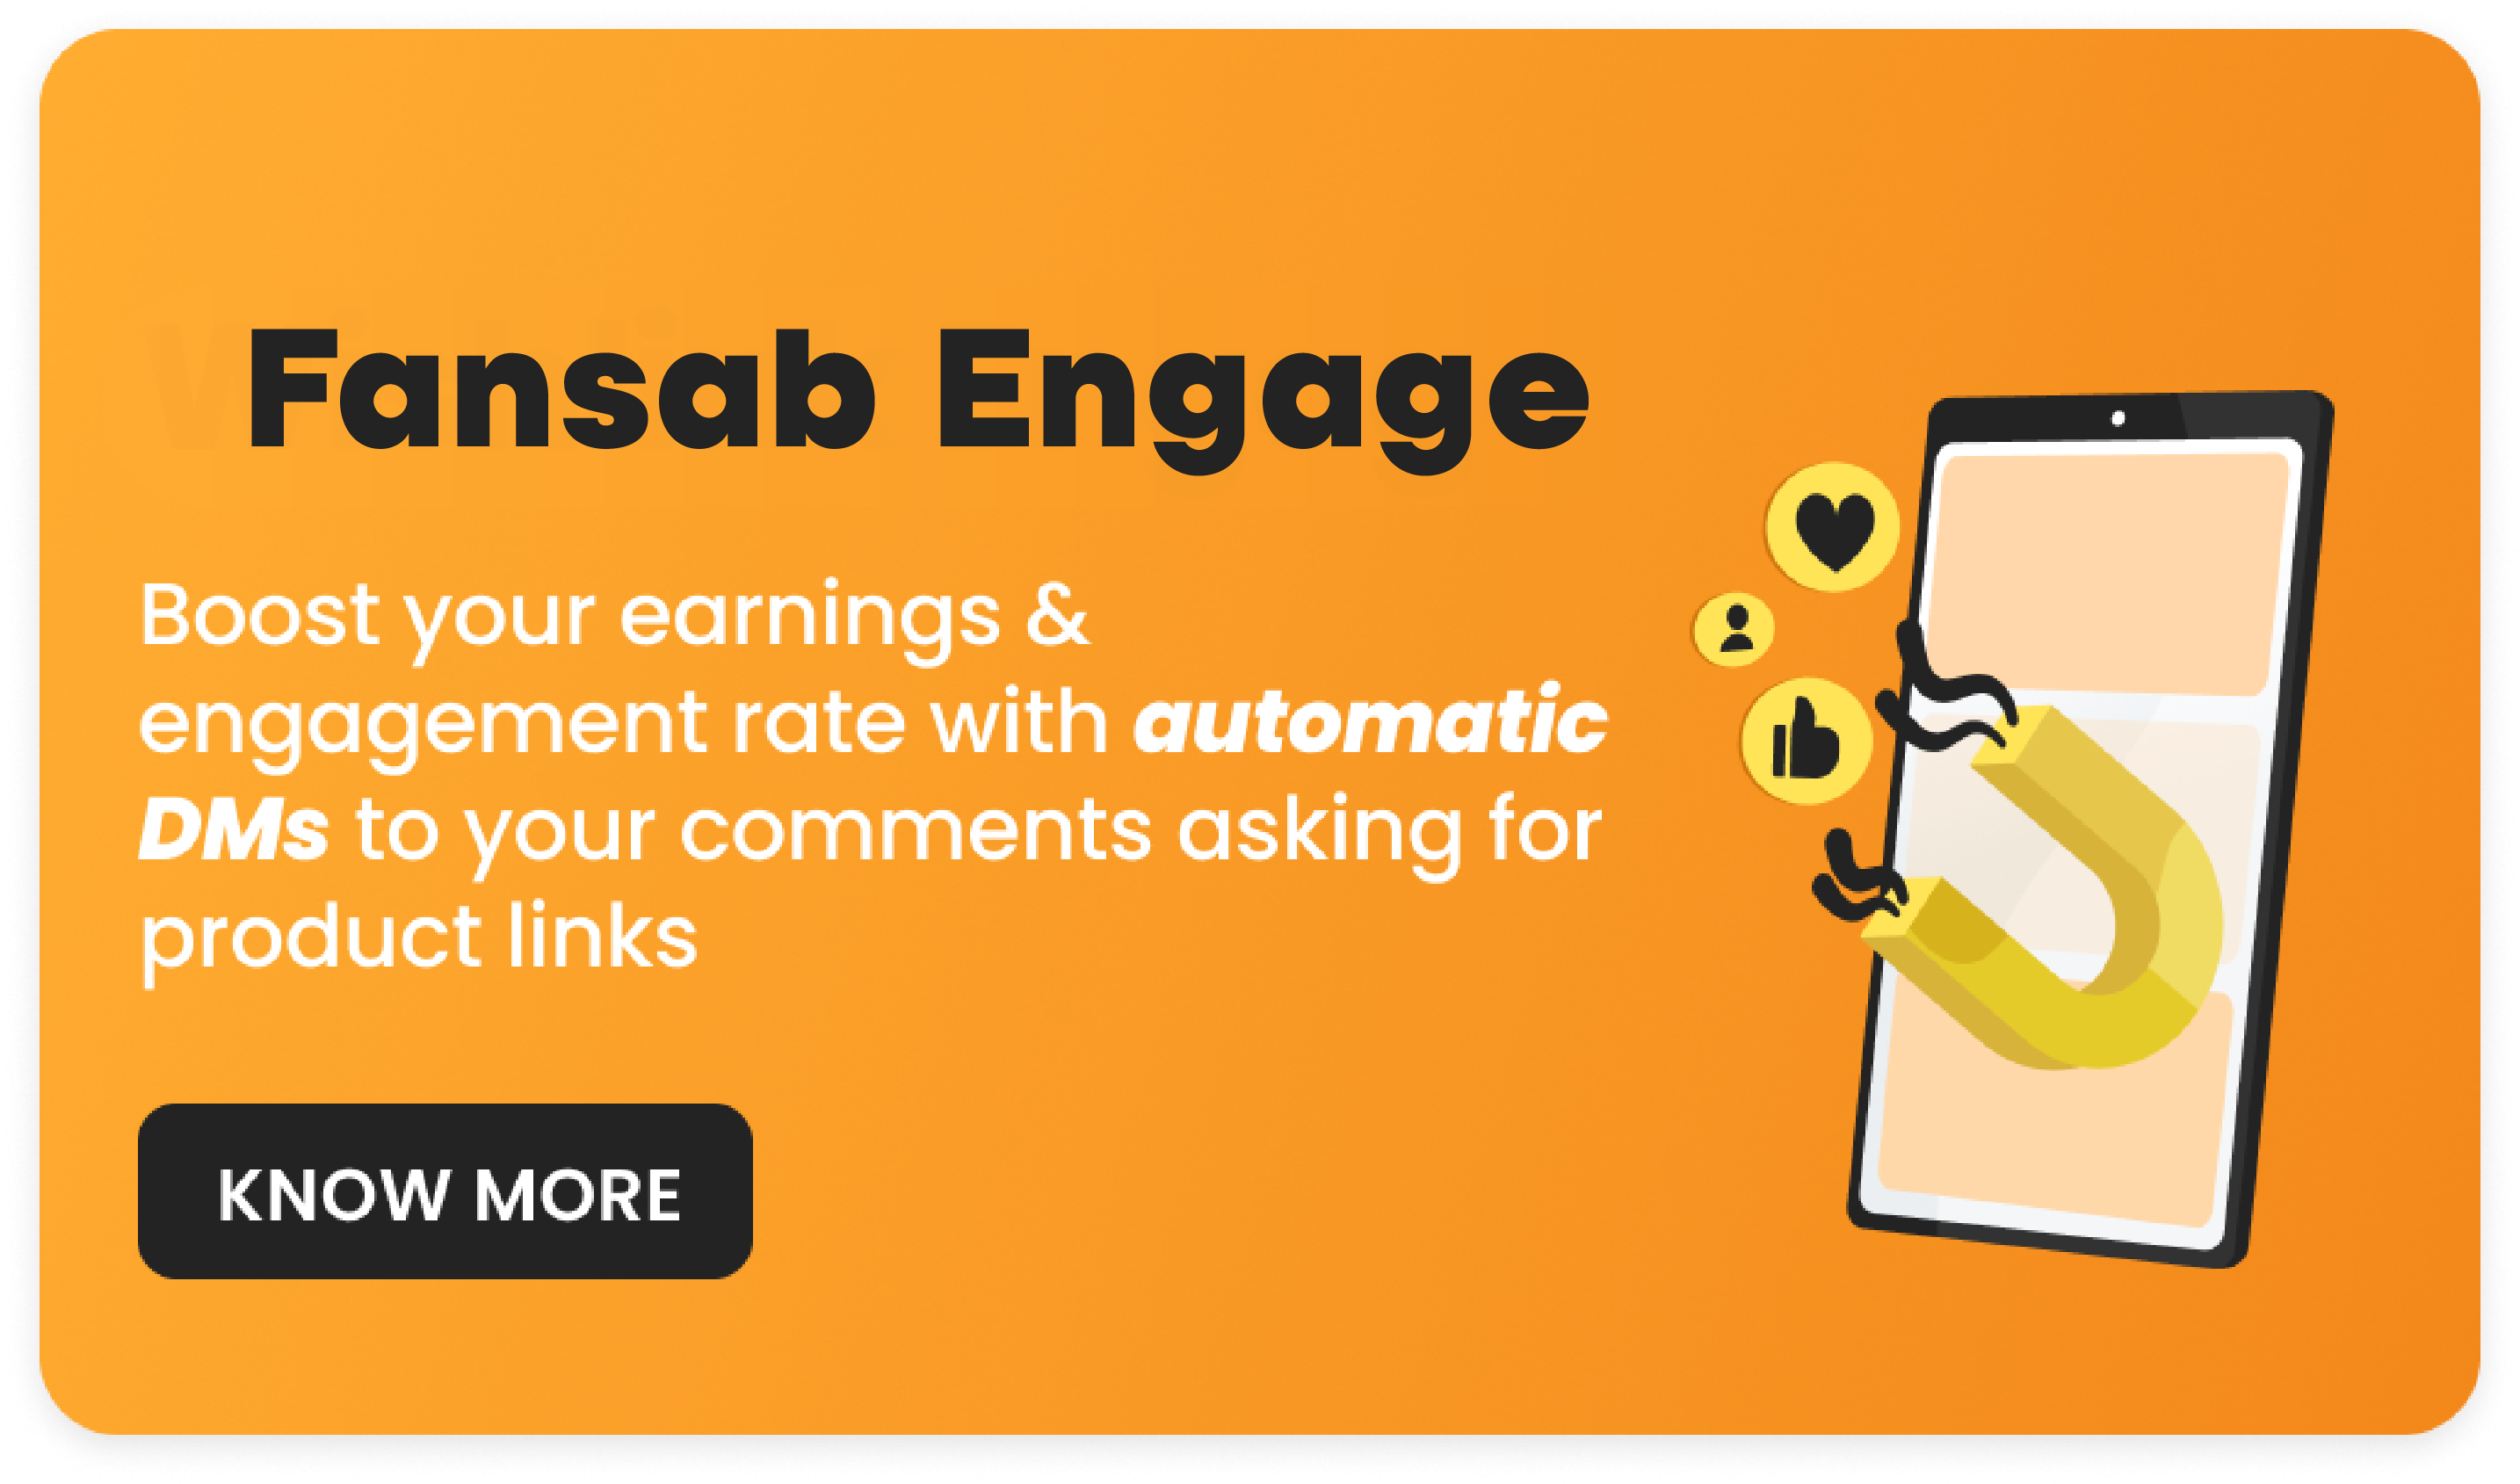 Fansab Engage
Boost your earnings &
engagement rate with automatic
DMs to your comments asking for
product links
KNOW MORE